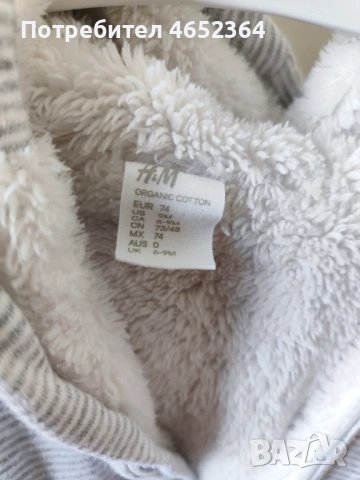 Потребител 4652364
H&M
ORGANIC COTTON
EUR 74
US 9M
CA 6-9M
CN 73/48
MX 74
AUS 0
UK 6-9M
BAZAR